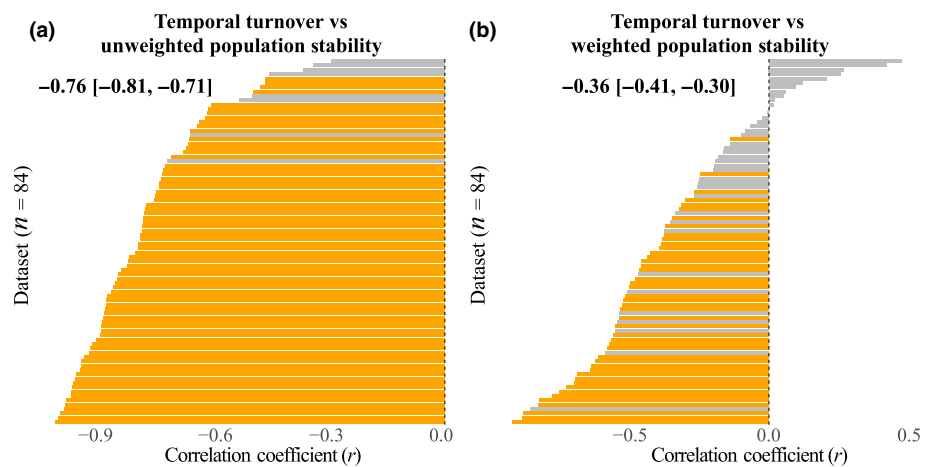 (a)
Temporal turnover vs
unweighted population stability
−0.76 [−0.81, −0.71]
Dataset (n = 84)
−0.9 −0.6 −0.3 0.0
Correlation coefficient (r)
(b)
Temporal turnover vs
weighted population stability
−0.36 [−0.41, −0.30]
Dataset (n = 84)
−0.5 0.0 0.5
Correlation coefficient (r)